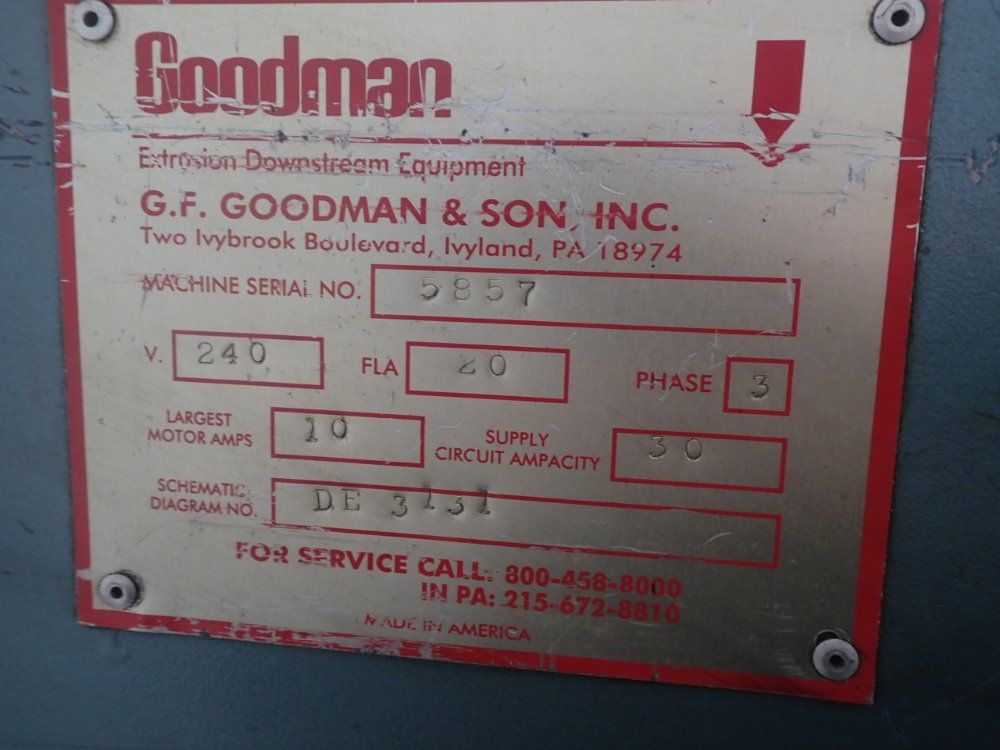 Goodman
Extrusion Downstream Equipment
G.F. GOODMAN & SON, INC.
Two Ivybrook Boulevard, Ivyland, PA 18974
MACHINE SERIAL NO. 5857
V. 240 FLA 20 PHASE 3
LARGEST MOTOR AMPS 10 SUPPLY CIRCUIT AMPACITY 30
SCHEMATIC DIAGRAM NO. DE 3131
FOR SERVICE CALL: 800-458-8000
IN PA: 215-672-8810
MADE IN AMERICA